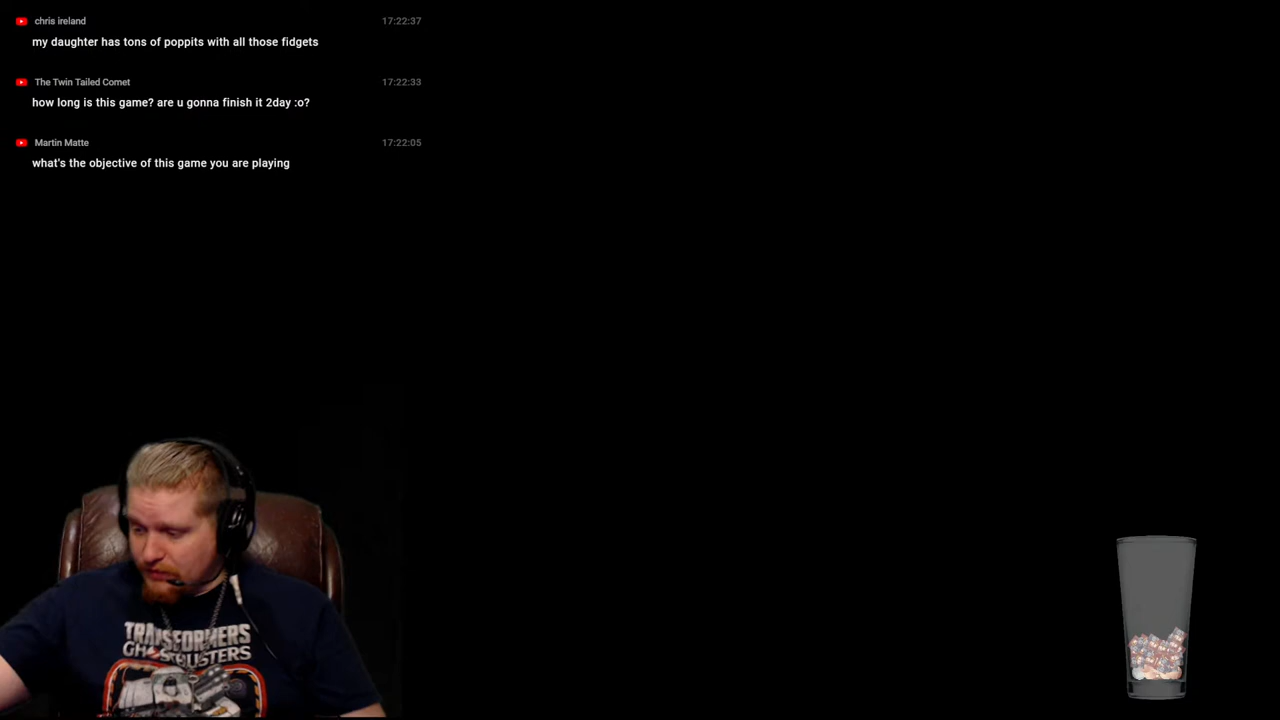 chris ireland 17:22:37
my daughter has tons of poppits with all those fidgets
The Twin Tailed Comet 17:22:33
how long is this game? are u gonna finish it 2day :o?
Martin Matte 17:22:05
what's the objective of this game you are playing
TRANSFORMERS
GHOSTBUSTERS